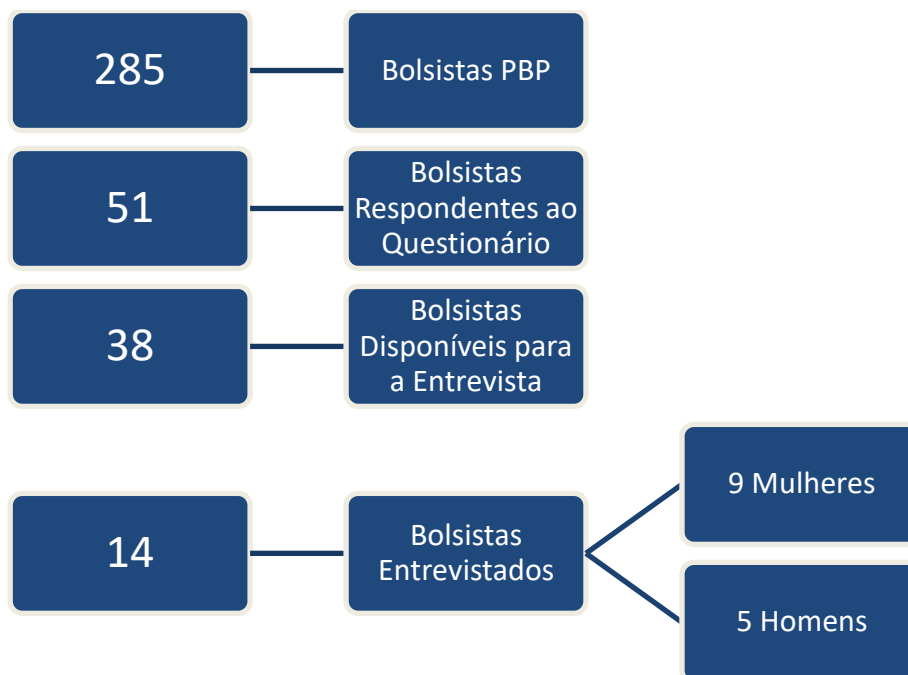 285
Bolsistas PBP
51
Bolsistas
Respondentes ao
Questionário
38
Bolsistas
Disponíveis para
a Entrevista
14
Bolsistas
Entrevistados
9 Mulheres
5 Homens